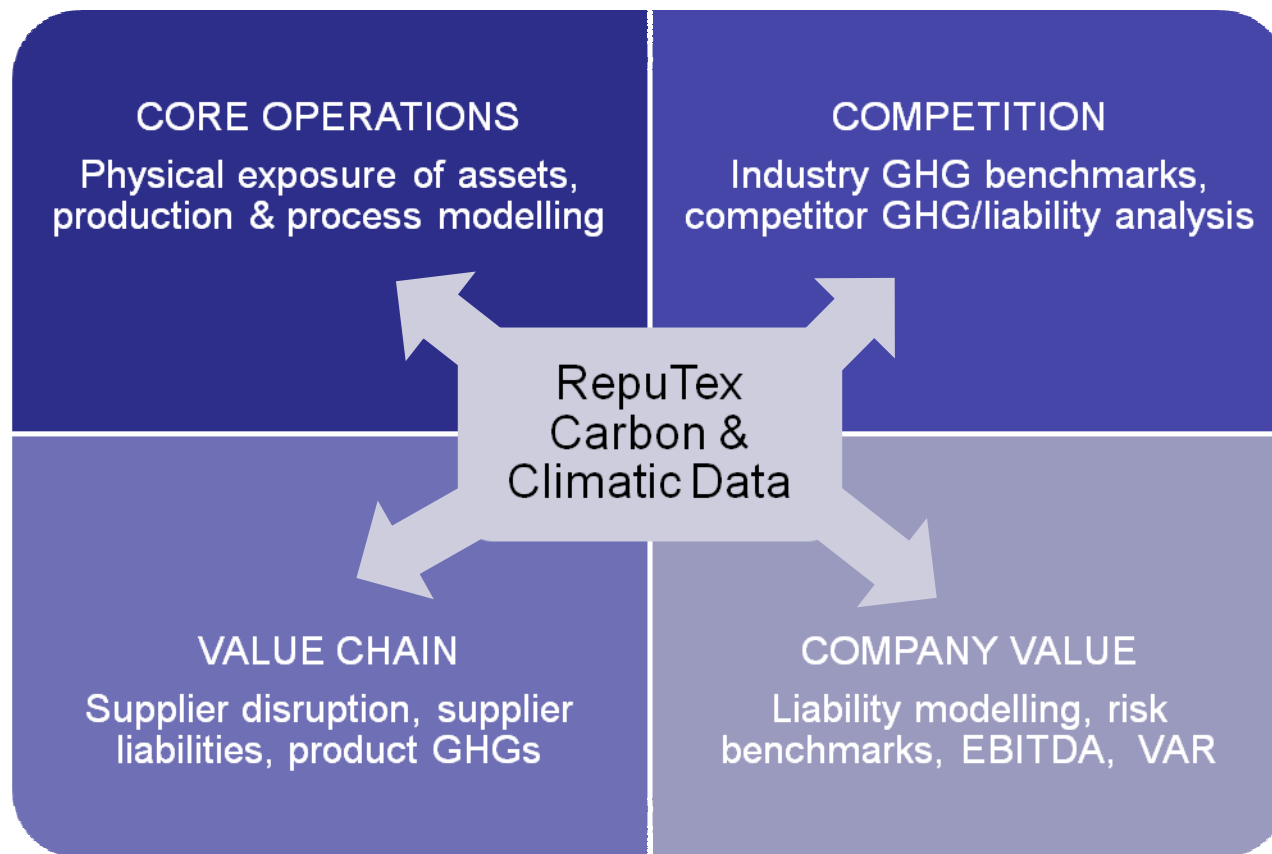 CORE OPERATIONS
Physical exposure of assets,
production & process modelling
COMPETITION
Industry GHG benchmarks,
competitor GHG/liability analysis
RepuTex
Carbon &
Climatic Data
VALUE CHAIN
Supplier disruption, supplier
liabilities, product GHGs
COMPANY VALUE
Liability modelling, risk
benchmarks, EBITDA, VAR